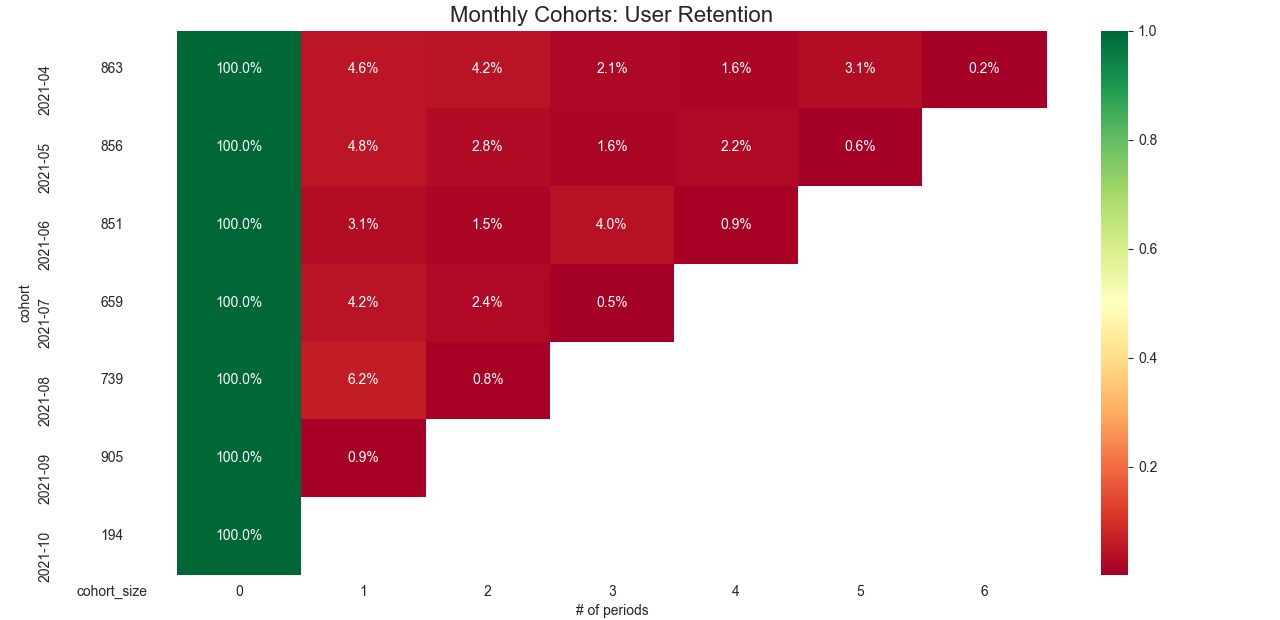 Monthly Cohorts: User Retention
2021-04 863 100.0% 4.6% 4.2% 2.1% 1.6% 3.1% 0.2%
2021-05 856 100.0% 4.8% 2.8% 1.6% 2.2% 0.6%
2021-06 851 100.0% 3.1% 1.5% 4.0% 0.9%
2021-07 659 100.0% 4.2% 2.4% 0.5%
2021-08 739 100.0% 6.2% 0.8%
2021-09 905 100.0% 0.9%
2021-10 194 100.0%
cohort
cohort_size 0 1 2 3 4 5 6
# of periods
1.0
0.8
0.6
0.4
0.2